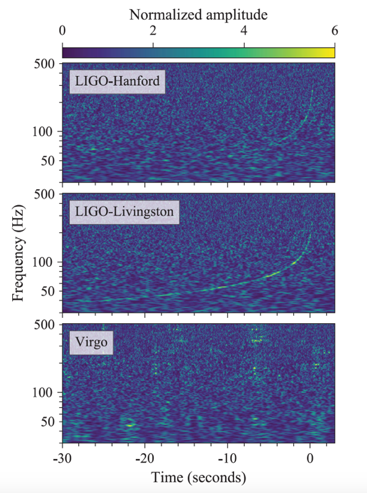 Normalized amplitude
0 2 4 6
500
LIGO-Hanford
100
50
500
LIGO-Livingston
100
50
Frequency (Hz)
500
Virgo
100
50
-30 -20 -10 0
Time (seconds)